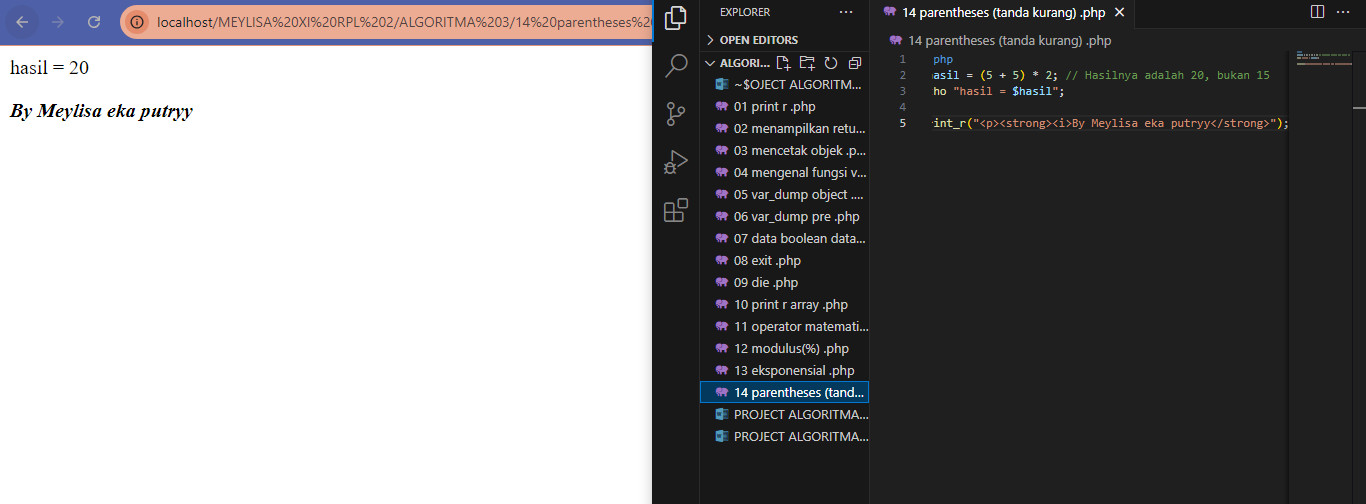 localhost/MEYLISA%20XI%20RPL%202/ALGORITMA%203/14%20parentheses%
hasil = 20
By Meylisa eka putryy
EXPLORER
OPEN EDITORS
ALGORI...
~$OJECT ALGORITM...
01 print r .php
02 menampilkan retu...
03 mencetak objek .p...
04 mengenal fungsi v...
05 var_dump object ....
06 var_dump pre .php
07 data boolean data...
08 exit .php
09 die .php
10 print r array .php
11 operator matemati...
12 modulus(%) .php
13 eksponensial .php
14 parentheses (tand...
PROJECT ALGORITMA...
PROJECT ALGORITMA...
14 parentheses (tanda kurang) .php
14 parentheses (tanda kurang) .php
1 php
2 asil = (5 + 5) * 2; // Hasilnya adalah 20, bukan 15
3 ho "hasil = $hasil";
4
5 int_r("<p><strong><i>By Meylisa eka putryy</strong>");